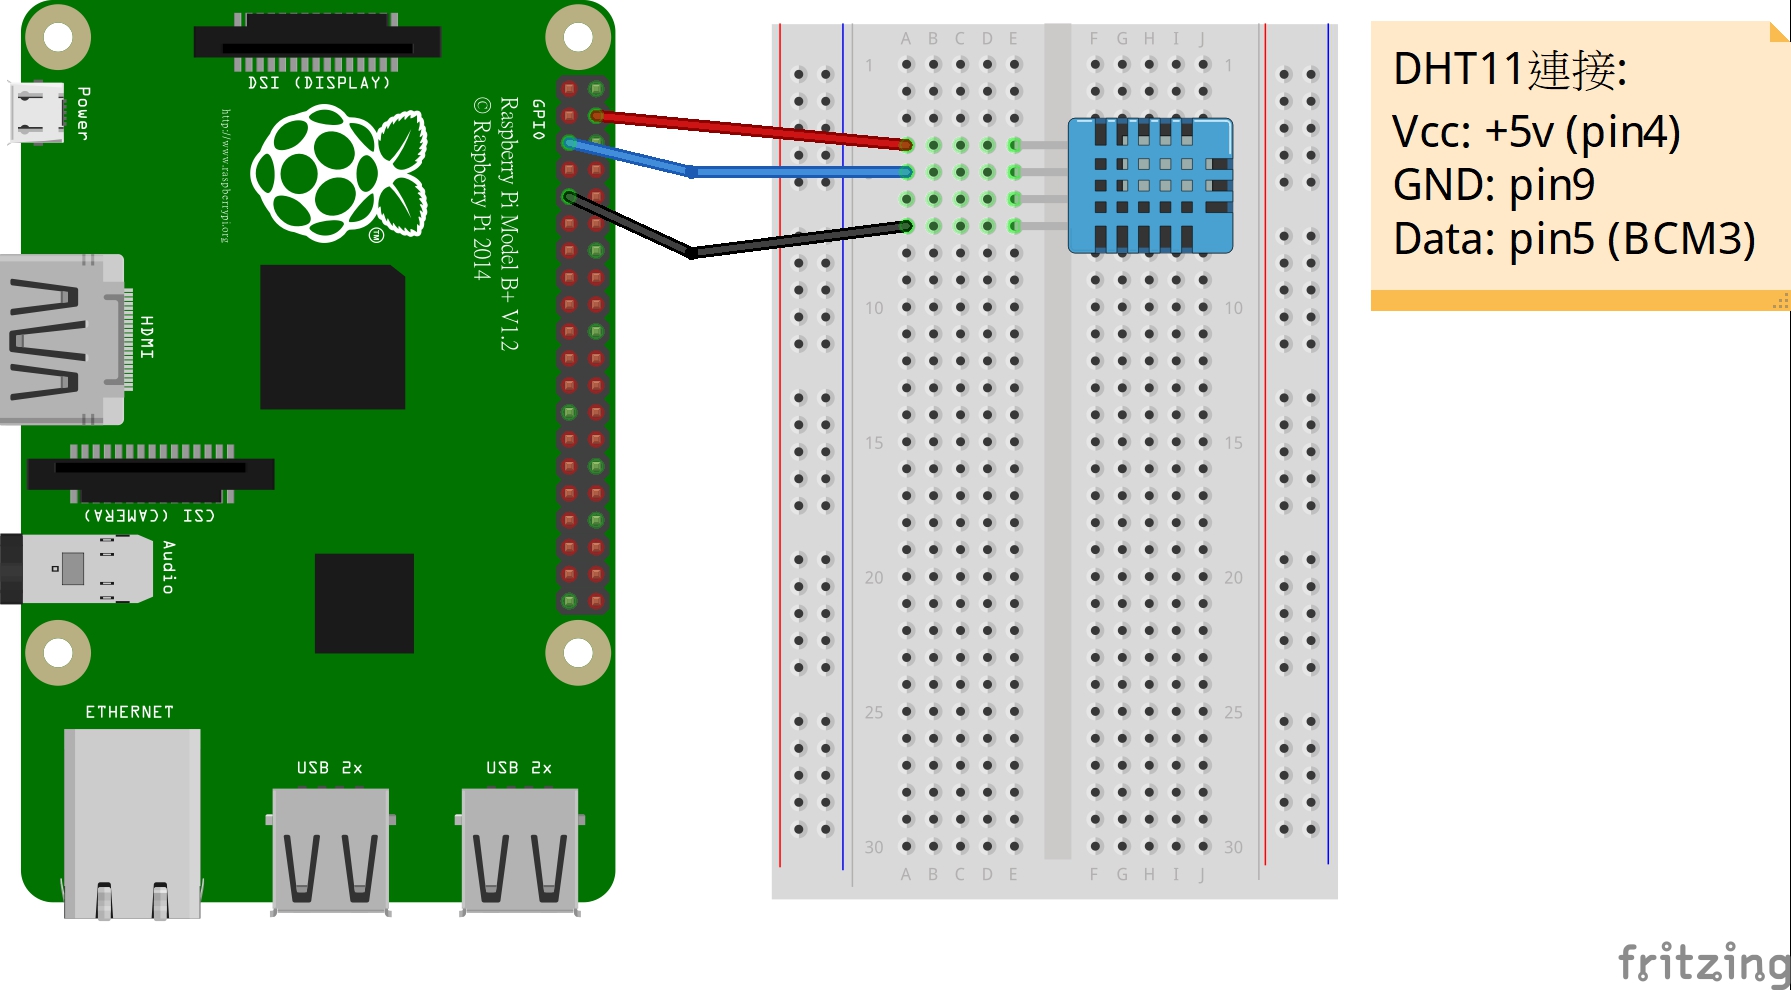 DSI (DISPLAY)
Power
http://www.raspberrypi.org
TM
© Raspberry Pi 2014
Raspberry Pi Model B+ V1.2
GPIO
HDMI
CSI (CAMERA)
Audio
ETHERNET
USB 2x
USB 2x
A B C D E F G H I J
1 1
10 10
15 15
20 20
25 25
30 30
A B C D E F G H I J
DHT11連接:
Vcc: +5v (pin4)
GND: pin9
Data: pin5 (BCM3)
fritzing